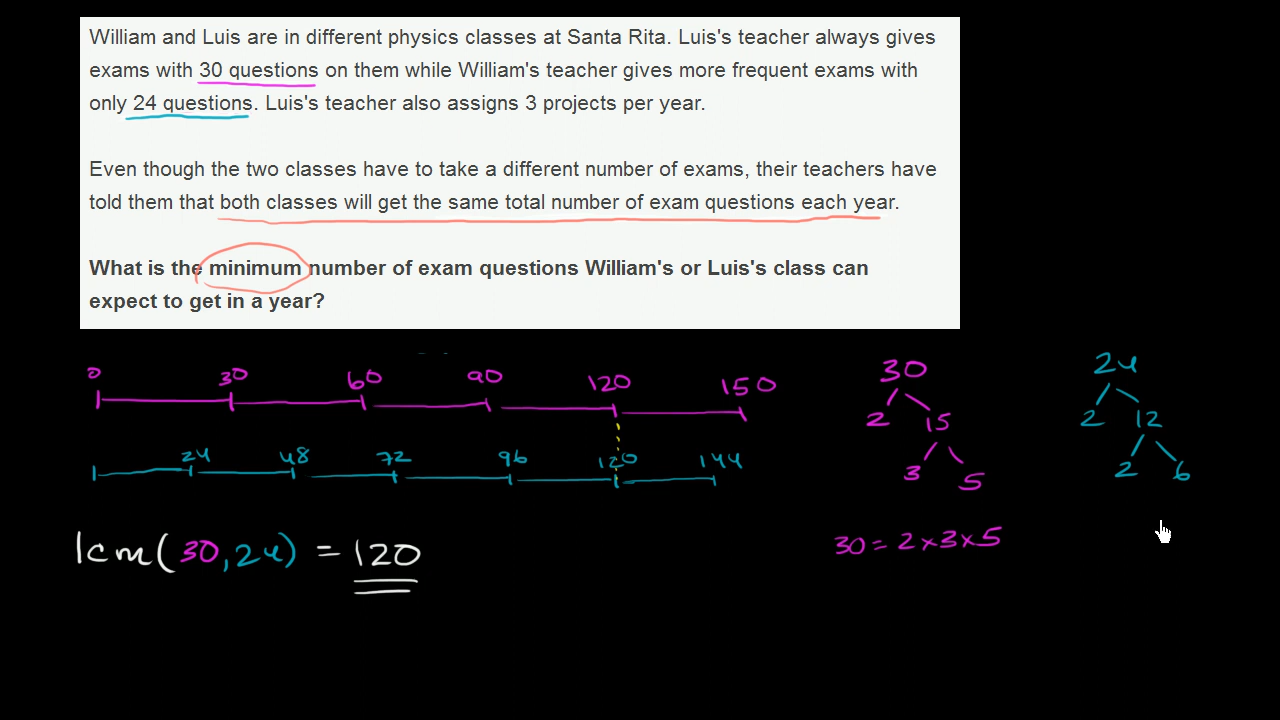 William and Luis are in different physics classes at Santa Rita. Luis's teacher always gives
exams with 30 questions on them while William's teacher gives more frequent exams with
only 24 questions. Luis's teacher also assigns 3 projects per year.
Even though the two classes have to take a different number of exams, their teachers have
told them that both classes will get the same total number of exam questions each year.
What is the minimum number of exam questions William's or Luis's class can
expect to get in a year?
0 30 60 90 120 150
24 48 72 96 120 144
lcm(30,24) = 120
30
2 15
3 5
30 = 2×3×5
24
2 12
2 6